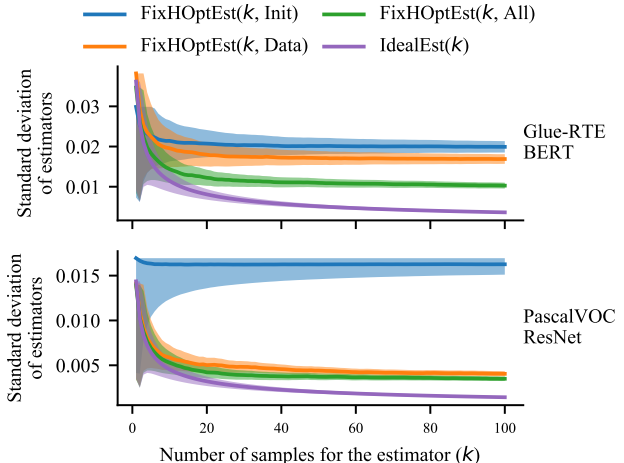 FixHOptEst(k, Init)
FixHOptEst(k, All)
FixHOptEst(k, Data)
IdealEst(k)
Standard deviation
of estimators
0.03
0.02
0.01
Glue-RTE
BERT
Standard deviation
of estimators
0.015
0.010
0.005
PascalVOC
ResNet
0
20
40
60
80
100
Number of samples for the estimator (k)